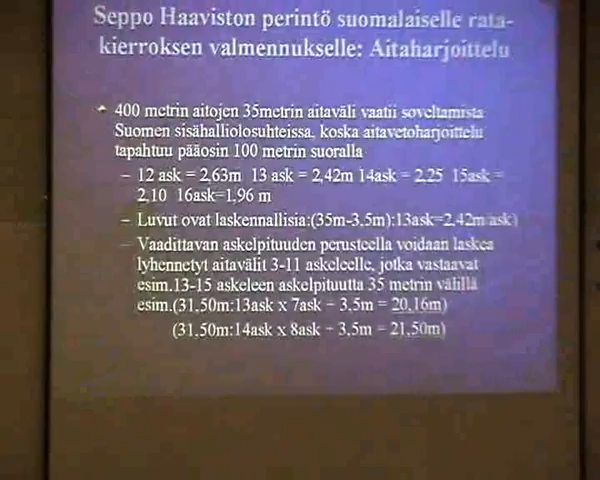 Seppo Haaviston perintö suomalaiselle rata-
kierroksen valmennukselle: Aitaharjoittelu
400 metrin aitojen 35metrin aitaväli vaatii soveltamista
Suomen sisähalliolosuhteissa, koska aitavetoharjoittelu
tapahtuu pääosin 100 metrin suoralla
– 12 ask = 2,63m 13 ask = 2,42m 14ask = 2,25 15ask =
2,10 16ask=1,96 m
– Luvut ovat laskennallisia:(35m-3,5m):13ask=2,42m/ask)
– Vaadittavan askelpituuden perusteella voidaan laskea
lyhennetyt aitavälit 3-11 askeleelle, jotka vastaavat
esim.13-15 askeleen askelpituutta 35 metrin välillä
esim.(31,50m:13ask x 7ask + 3,5m = 20,16m)
(31,50m:14ask x 8ask + 3,5m = 21,50m)